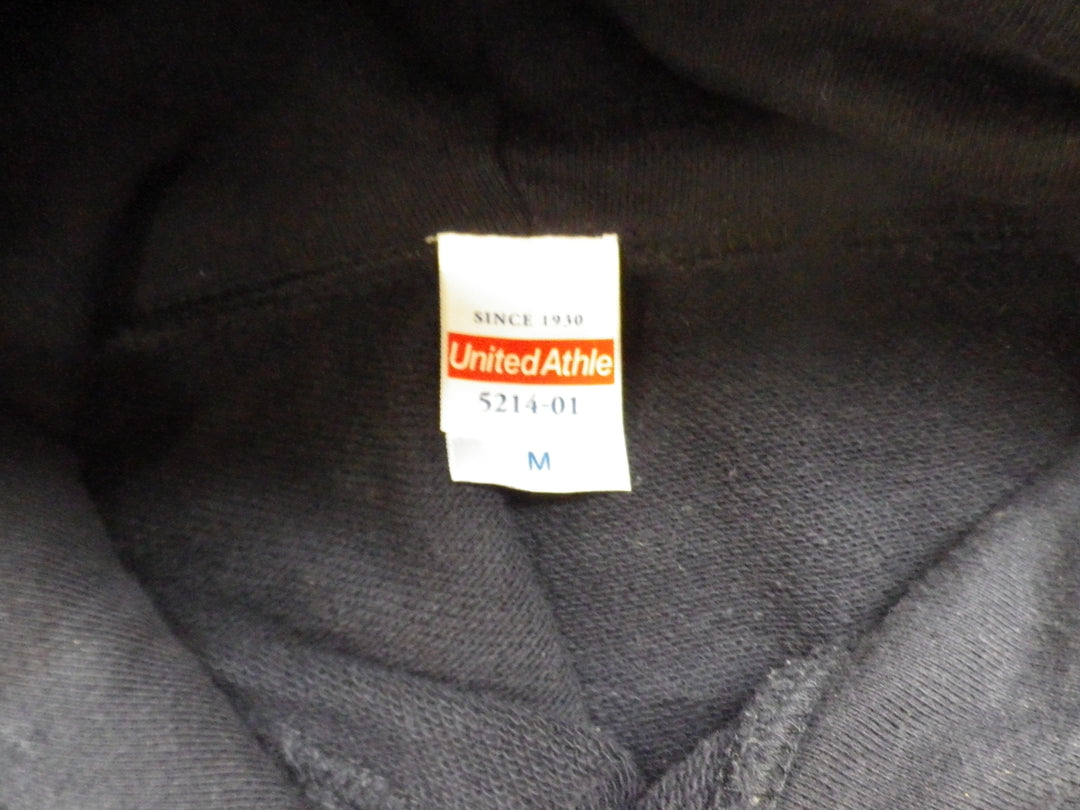 SINCE 1930
United Athle
5214-01
M